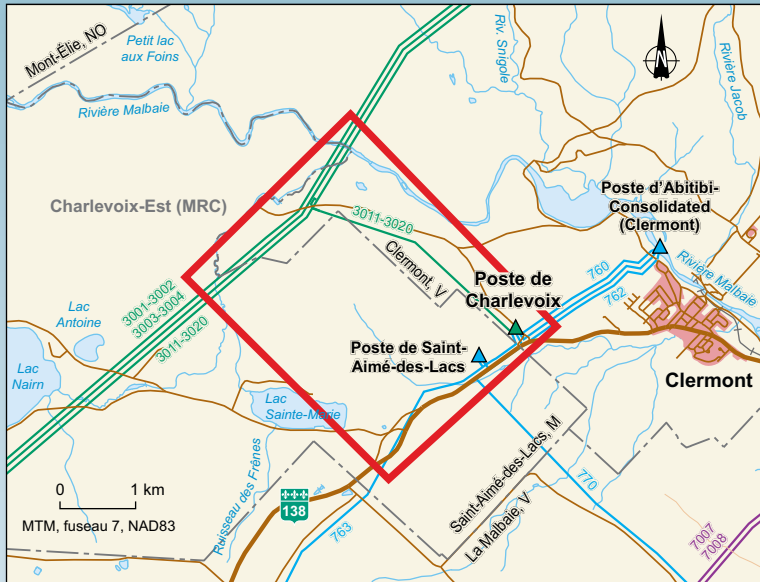 Mont-Élie, NO
Petit lac
aux Foins
Rivière Malbaie
Riv. Snigole
Rivière Jacob
Charlevoix-Est (MRC)
3011-3020
Clermont, V
Poste d'Abitibi-
Consolidated
(Clermont)
Rivière Malbaie
760
762
Poste de
Charlevoix
3001-3002
3003-3004
3011-3020
Lac
Antoine
Lac
Nairn
Poste de Saint-
Aimé-des-Lacs
Clermont
Lac
Sainte-Marie
Ruisseau des Frênes
Saint-Aimé-des-Lacs, M
La Malbaie, V
770
0 1 km
MTM, fuseau 7, NAD83
138
763
7007
7008